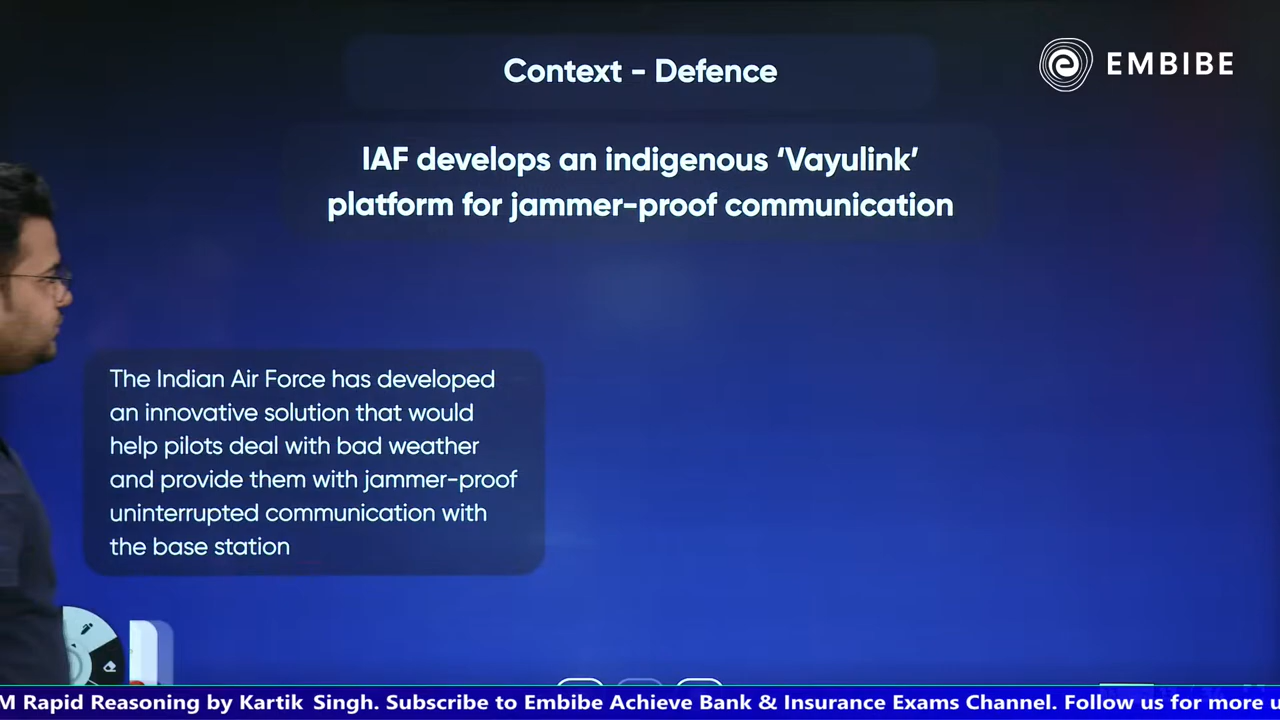 Context - Defence
EMBIBE
IAF develops an indigenous ‘Vayulink’
platform for jammer-proof communication
The Indian Air Force has developed
an innovative solution that would
help pilots deal with bad weather
and provide them with jammer-proof
uninterrupted communication with
the base station
M Rapid Reasoning by Kartik Singh. Subscribe to Embibe Achieve Bank & Insurance Exams Channel. Follow us for more u